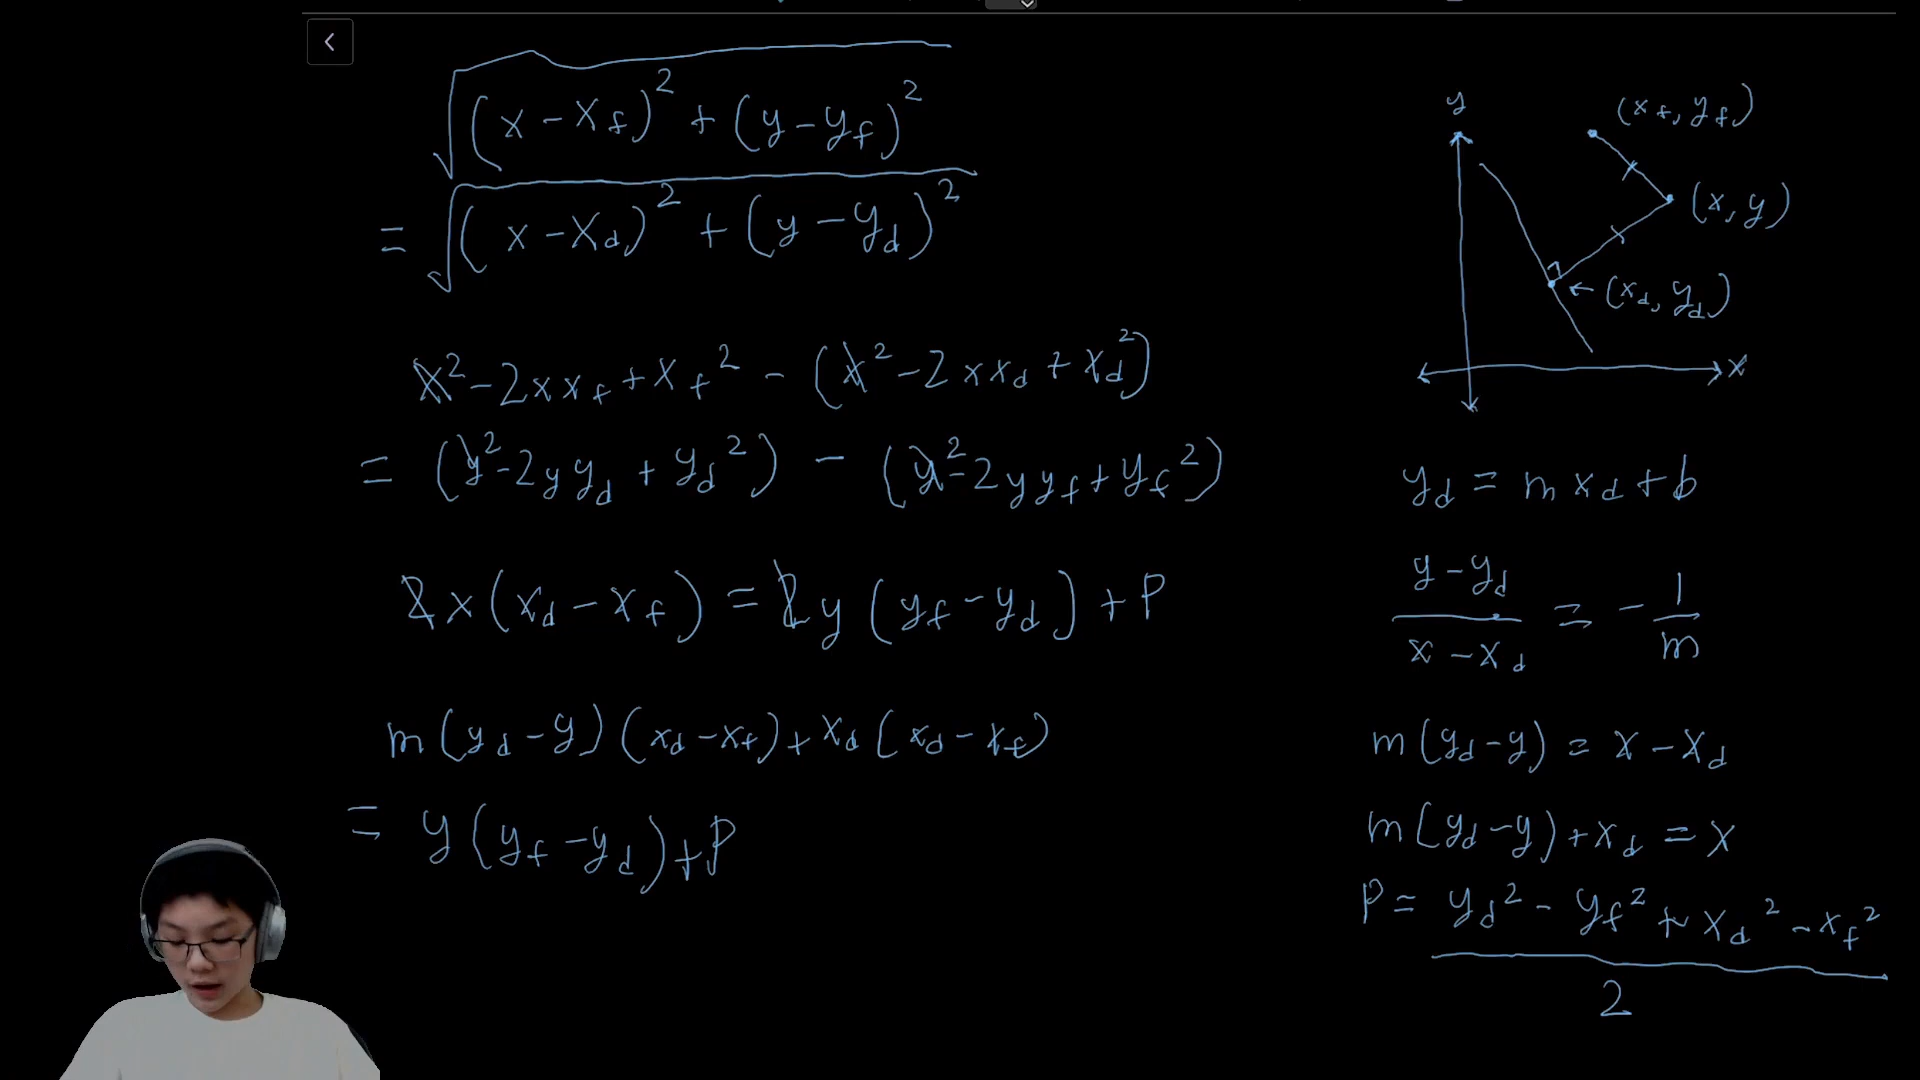 √((x - x_f)² + (y - y_f)²)
= √((x - x_d)² + (y - y_d)²)
x² - 2xx_f + x_f² - (x² - 2xx_d + x_d²)
= (y² - 2yy_d + y_d²) - (y² - 2yy_f + y_f²)
2x(x_d - x_f) = 2y(y_f - y_d) + P
m(y_d - y)(x_d - x_f) + x_d(x_d - x_f)
= y(y_f - y_d) + P
y
(x_f, y_f)
(x, y)
← (x_d, y_d)
x
y_d = mx_d + b
(y - y_d)/(x - x_d) = -1/m
m(y_d - y) = x - x_d
m(y_d - y) + x_d = x
P = (y_d² - y_f² + x_d² - x_f²)/2